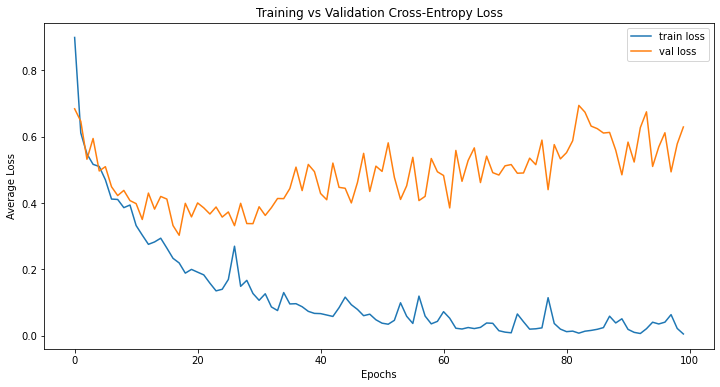 Training vs Validation Cross-Entropy Loss
train loss
val loss
Average Loss
0.8
0.6
0.4
0.2
0.0
0 20 40 60 80 100
Epochs